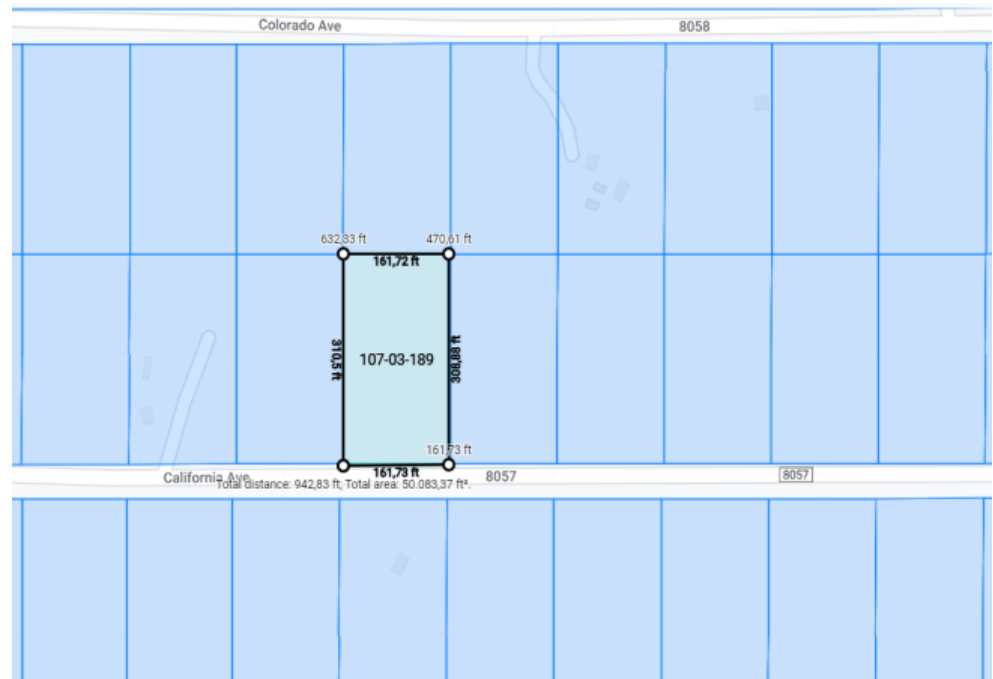 Colorado Ave
8058
632,33 ft
470,61 ft
161,72 ft
310,5 ft
107-03-189
308,88 ft
161,73 ft
161,73 ft
California Ave
8057
8057
Total distance: 942,83 ft; Total area: 50.083,37 ft².